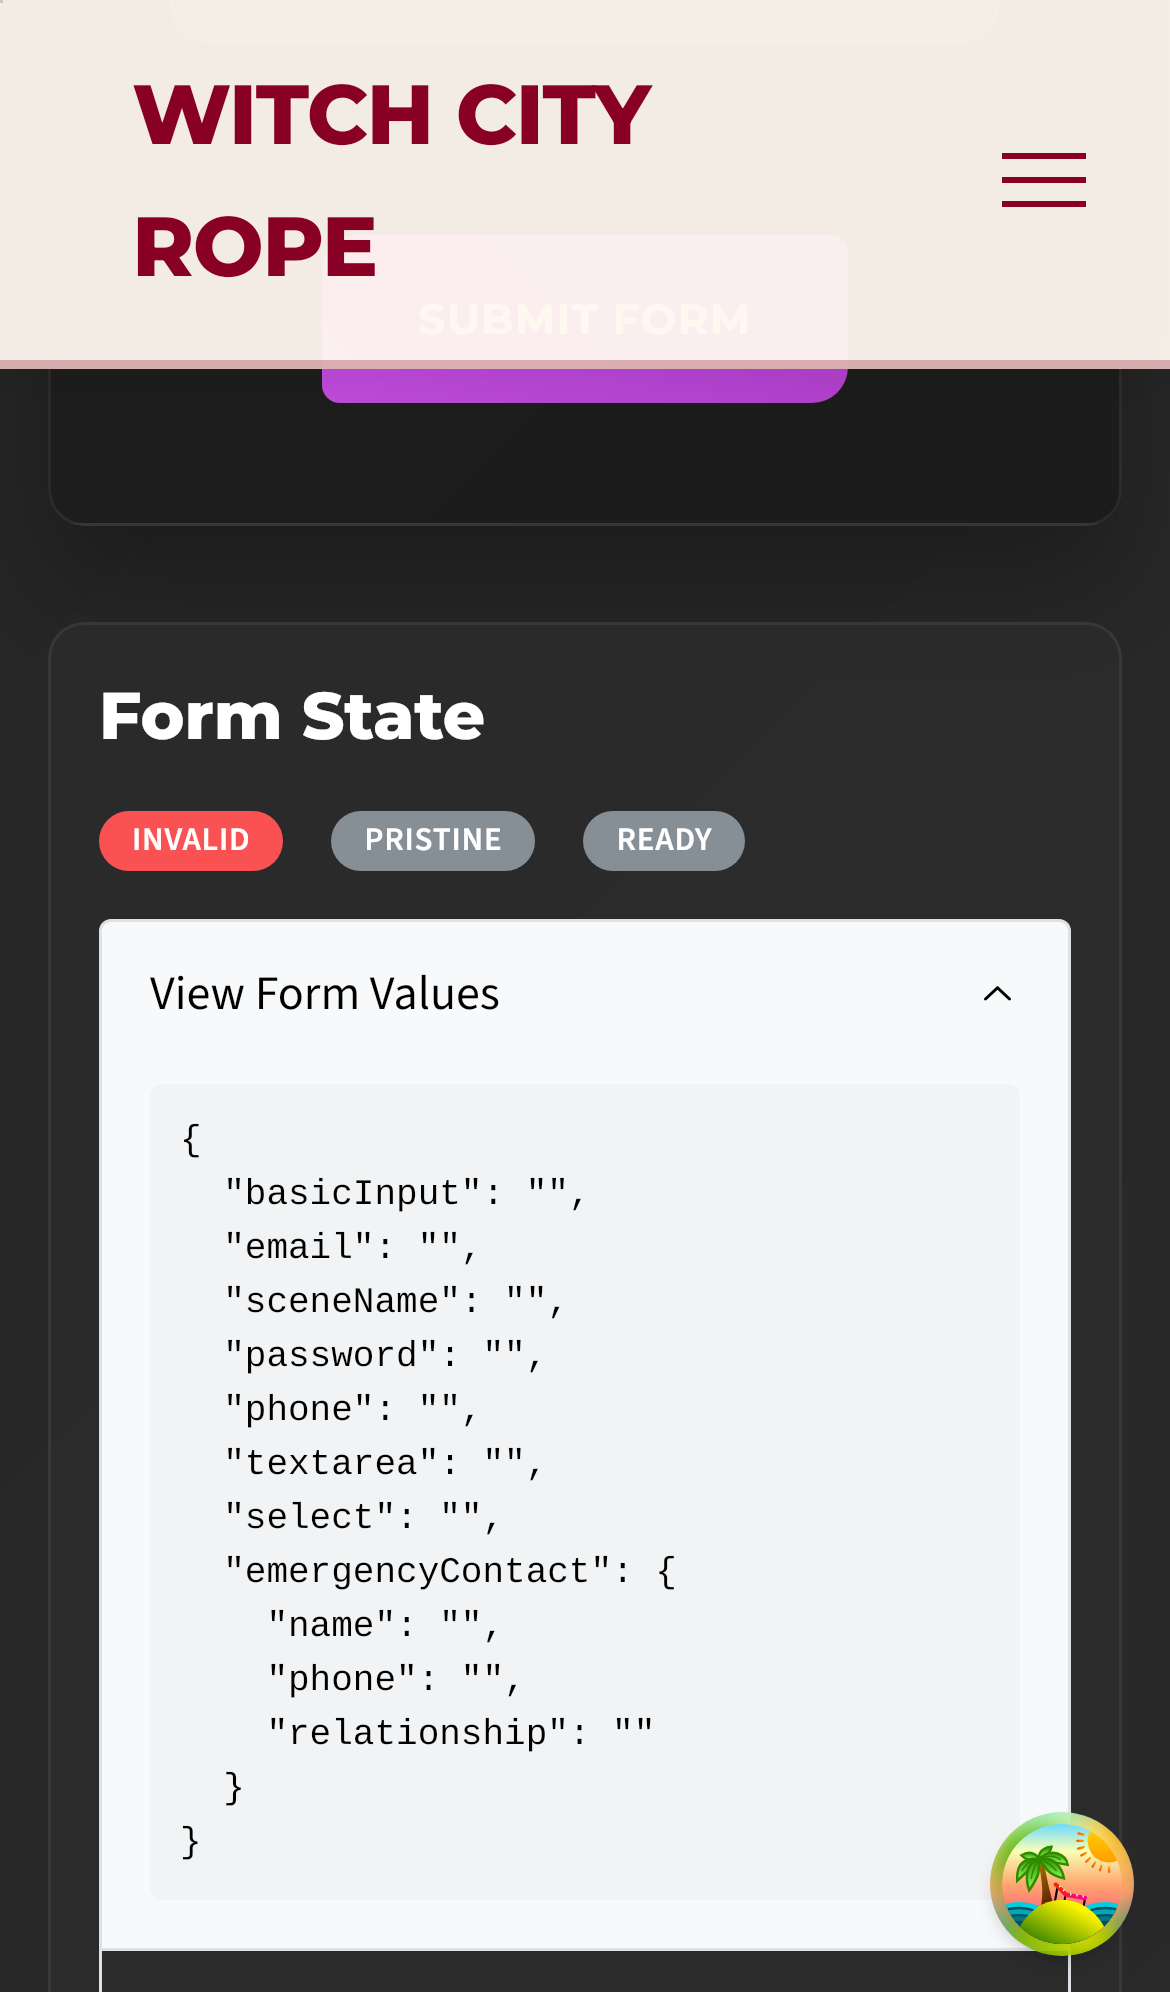 WITCH CITY
ROPE
SUBMIT FORM
Form State
INVALID PRISTINE READY
View Form Values
{
  "basicInput": "",
  "email": "",
  "sceneName": "",
  "password": "",
  "phone": "",
  "textarea": "",
  "select": "",
  "emergencyContact": {
    "name": "",
    "phone": "",
    "relationship": ""
  }
}